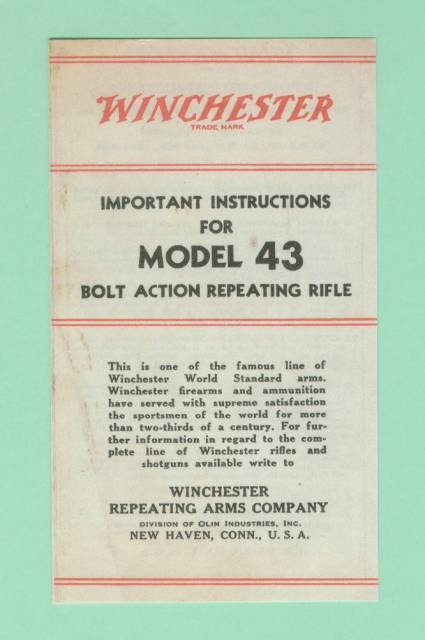 WINCHESTER
TRADE MARK
IMPORTANT INSTRUCTIONS
FOR
MODEL 43
BOLT ACTION REPEATING RIFLE
This is one of the famous line of
Winchester World Standard arms.
Winchester firearms and ammunition
have served with supreme satisfaction
the sportsmen of the world for more
than two-thirds of a century. For fur-
ther information in regard to the com-
plete line of Winchester rifles and
shotguns available write to
WINCHESTER
REPEATING ARMS COMPANY
DIVISION OF OLIN INDUSTRIES, INC.
NEW HAVEN, CONN., U. S. A.